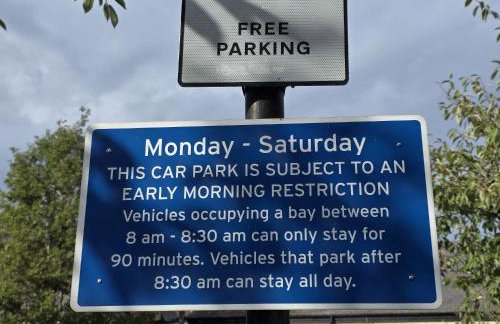 FREE
PARKING
Monday - Saturday
THIS CAR PARK IS SUBJECT TO AN
EARLY MORNING RESTRICTION
Vehicles occupying a bay between
8 am - 8:30 am can only stay for
90 minutes. Vehicles that park after
8:30 am can stay all day.